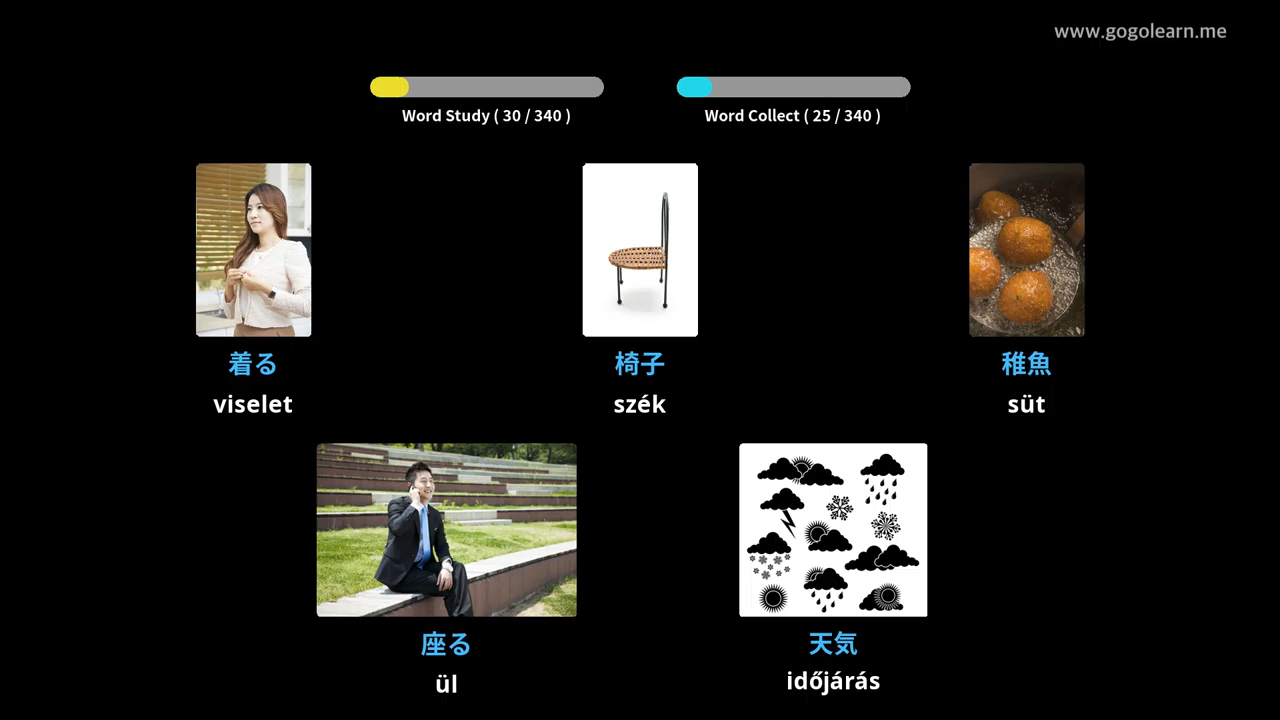 www.gogolearn.me
Word Study ( 30 / 340 )
Word Collect ( 25 / 340 )
着る
viselet
椅子
szék
稚魚
süt
座る
ül
天気
időjárás